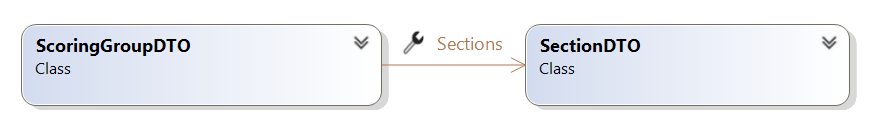 ScoringGroupDTO
Class
Sections
SectionDTO
Class